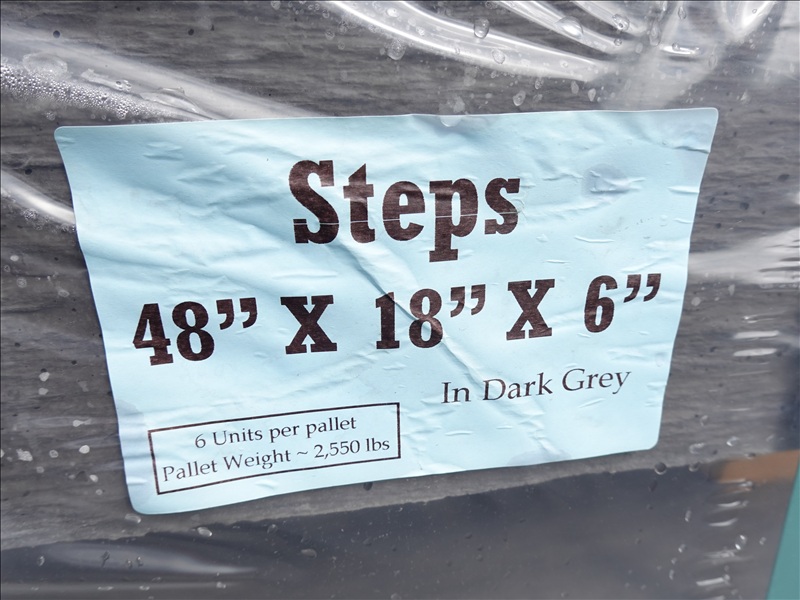 Steps
48” X 18” X 6”
In Dark Grey
6 Units per pallet
Pallet Weight ~ 2,550 lbs